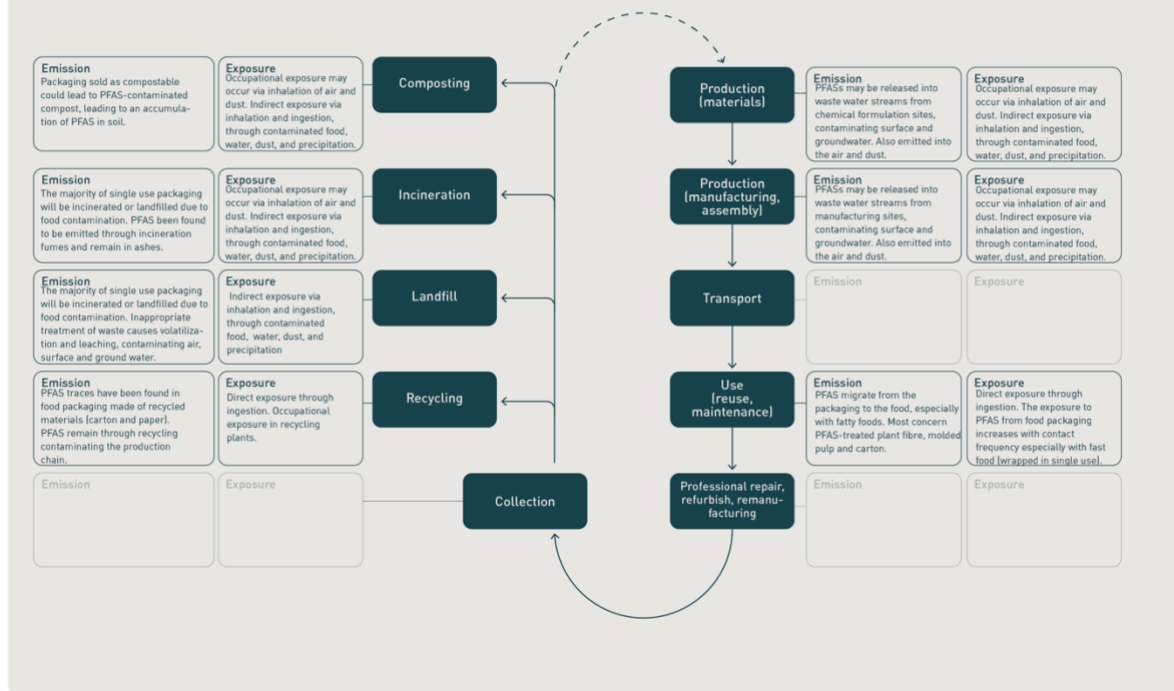 Emission
Packaging sold as compostable
could lead to PFAS-contaminated
compost, leading to an accumula-
tion of PFAS in soil.
Exposure
Occupational exposure may
occur via inhalation of air and
dust. Indirect exposure via
inhalation and ingestion,
through contaminated food,
water, dust, and precipitation.
Composting
Emission
The majority of single use packaging
will be incinerated or landfilled due to
food contamination. PFAS been found
to be emitted through incineration
fumes and remain in ashes.
Exposure
Occupational exposure may
occur via inhalation of air and
dust. Indirect exposure via
inhalation and ingestion,
through contaminated food,
water, dust, and precipitation.
Incineration
Emission
The majority of single use packaging
will be incinerated or landfilled due to
food contamination. Inappropriate
treatment of waste causes volatiliza-
tion and leaching, contaminating air,
surface and ground water.
Exposure
Indirect exposure via
inhalation and ingestion,
through contaminated
food, water, dust, and
precipitation
Landfill
Emission
PFAS traces have been found in
food packaging made of recycled
materials (carton and paper).
PFAS remain through recycling
contaminating the production
chain.
Exposure
Direct exposure through
ingestion. Occupational
exposure in recycling
plants.
Recycling
Emission
Exposure
Collection
Production
(materials)
Emission
PFASs may be released into
waste water streams from
chemical formulation sites,
contaminating surface and
groundwater. Also emitted into
the air and dust.
Exposure
Occupational exposure may
occur via inhalation of air and
dust. Indirect exposure via
inhalation and ingestion,
through contaminated food,
water, dust, and precipitation.
Production
(manufacturing,
assembly)
Emission
PFASs may be released into
waste water streams from
manufacturing sites,
contaminating surface and
groundwater. Also emitted into
the air and dust.
Exposure
Occupational exposure may
occur via inhalation of air and
dust. Indirect exposure via
inhalation and ingestion,
through contaminated food,
water, dust, and precipitation.
Transport
Emission
Exposure
Use
(reuse,
maintenance)
Emission
PFAS migrate from the
packaging to the food, especially
with fatty foods. Most concern
PFAS-treated plant fibre, molded
pulp and carton.
Exposure
Direct exposure through
ingestion. The exposure to
PFAS from food packaging
increases with contact
frequency especially with fast
food (wrapped in single use).
Professional repair,
refurbish, remanu-
facturing
Emission
Exposure